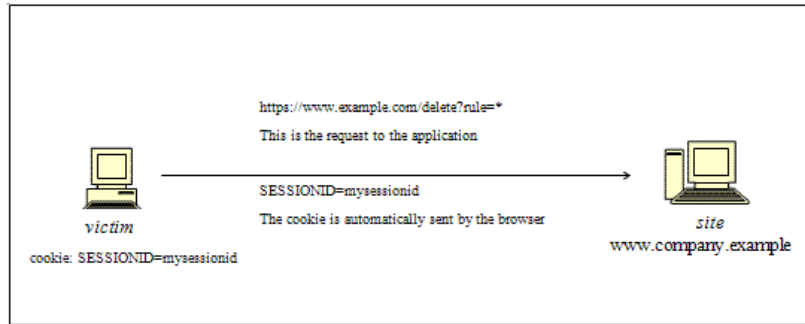 https://www.example.com/delete?rule=*
This is the request to the application
SESSIONID=mysessionid
The cookie is automatically sent by the browser
victim
cookie: SESSIONID=mysessionid
site
www.company.example